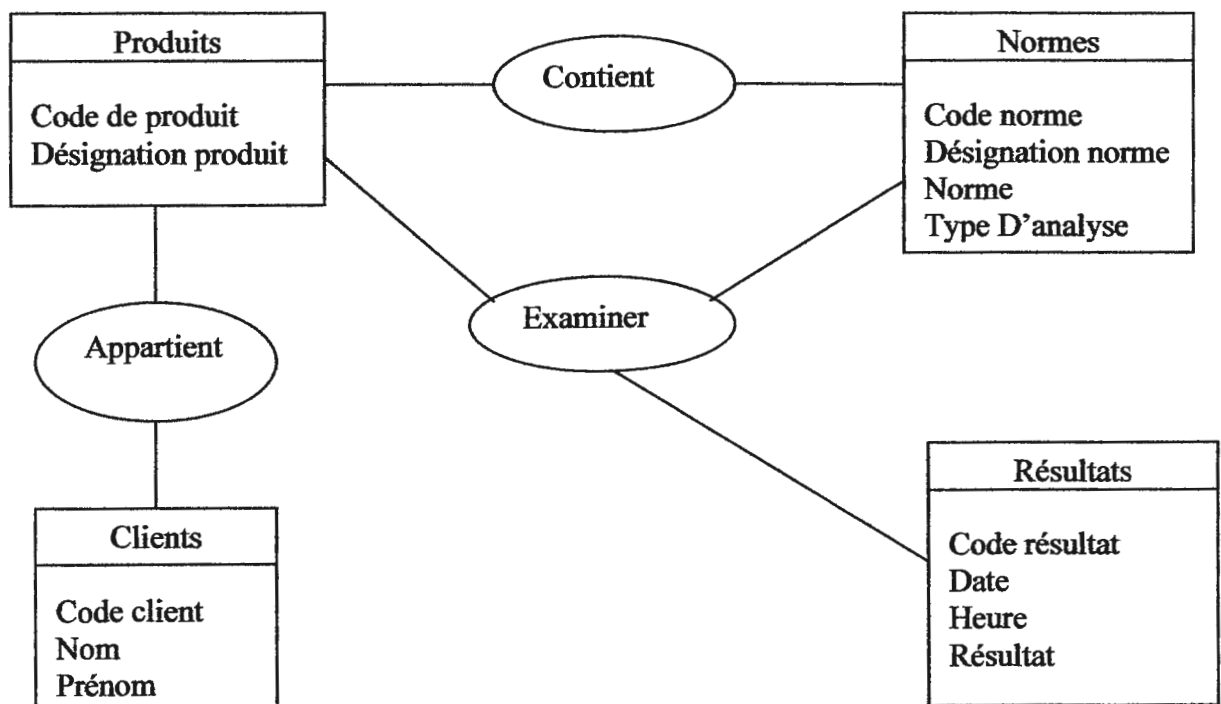 Produits
Code de produit
Désignation produit
Contient
Normes
Code norme
Désignation norme
Norme
Type D'analyse
Examiner
Appartient
Clients
Code client
Nom
Prénom
Résultats
Code résultat
Date
Heure
Résultat